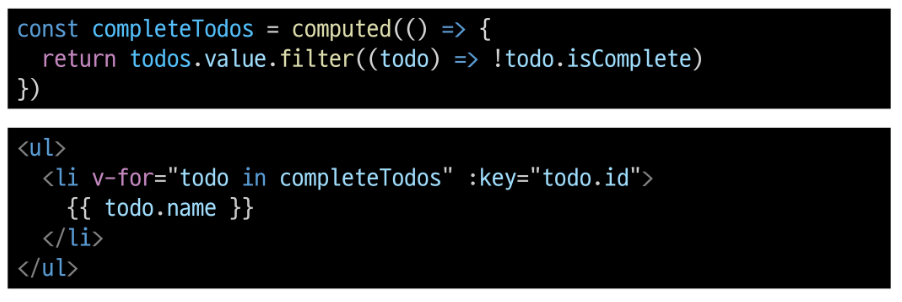 const completeTodos = computed(() => {
  return todos.value.filter((todo) => !todo.isComplete)
})
<ul>
  <li v-for="todo in completeTodos" :key="todo.id">
    {{ todo.name }}
  </li>
</ul>